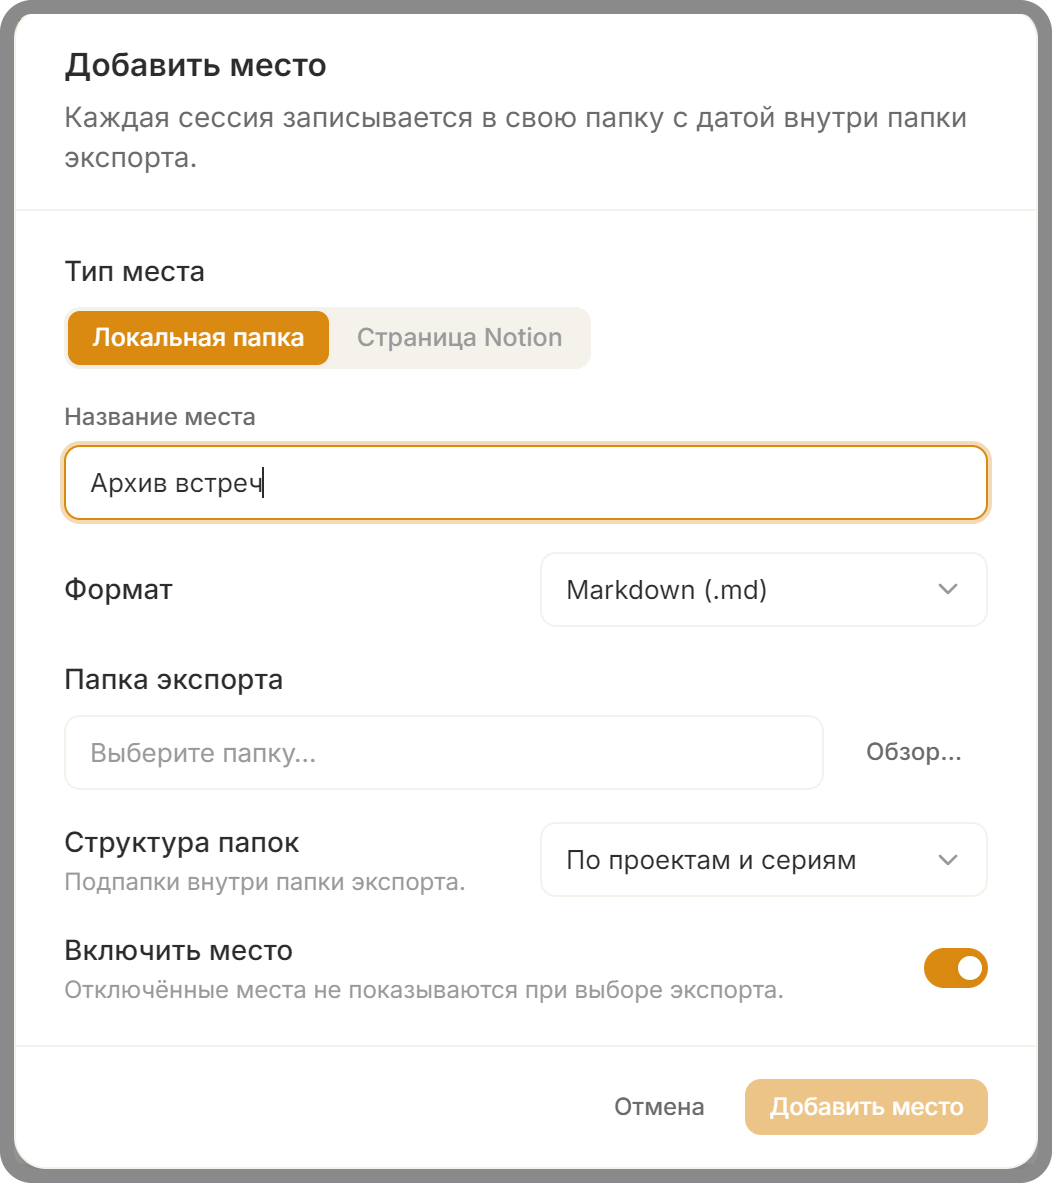 Добавить место
Каждая сессия записывается в свою папку с датой внутри папки
экспорта.
Тип места
Локальная папка
Страница Notion
Название места
Архив встреч
Формат
Markdown (.md)
Папка экспорта
Выберите папку...
Обзор...
Структура папок
По проектам и сериям
Подпапки внутри папки экспорта.
Включить место
Отключённые места не показываются при выборе экспорта.
Отмена
Добавить место